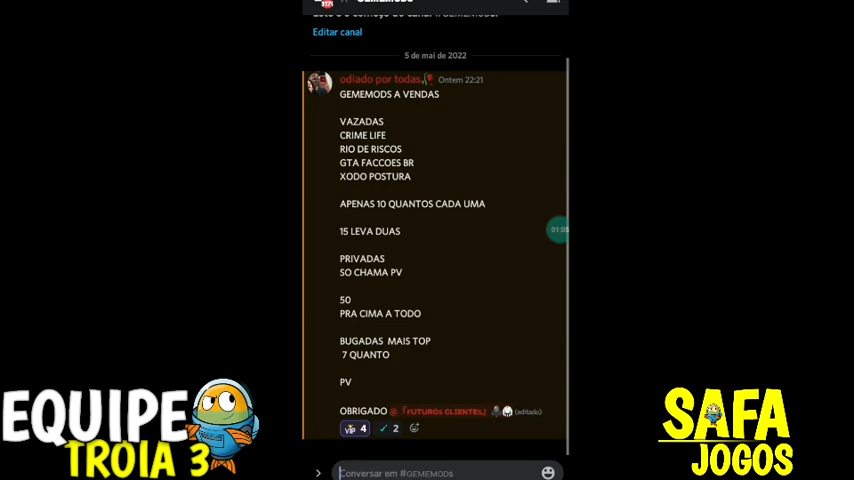 Editar canal
5 de mai de 2022
odiado por todas Ontem 22:21
GEMEMODS A VENDAS
VAZADAS
CRIME LIFE
RIO DE RISCOS
GTA FACCOES BR
XODO POSTURA
APENAS 10 QUANTOS CADA UMA
15 LEVA DUAS
PRIVADAS
SO CHAMA PV
50
PRA CIMA A TODO
BUGADAS MAIS TOP
7 QUANTO
PV
OBRIGADO @「FUTUROS CLIENTES」 (editado)
vip 4 ✓ 2
Conversar em #GEMEMODs
01:05
EQUIPE
TROIA 3
SAFA
JOGOS